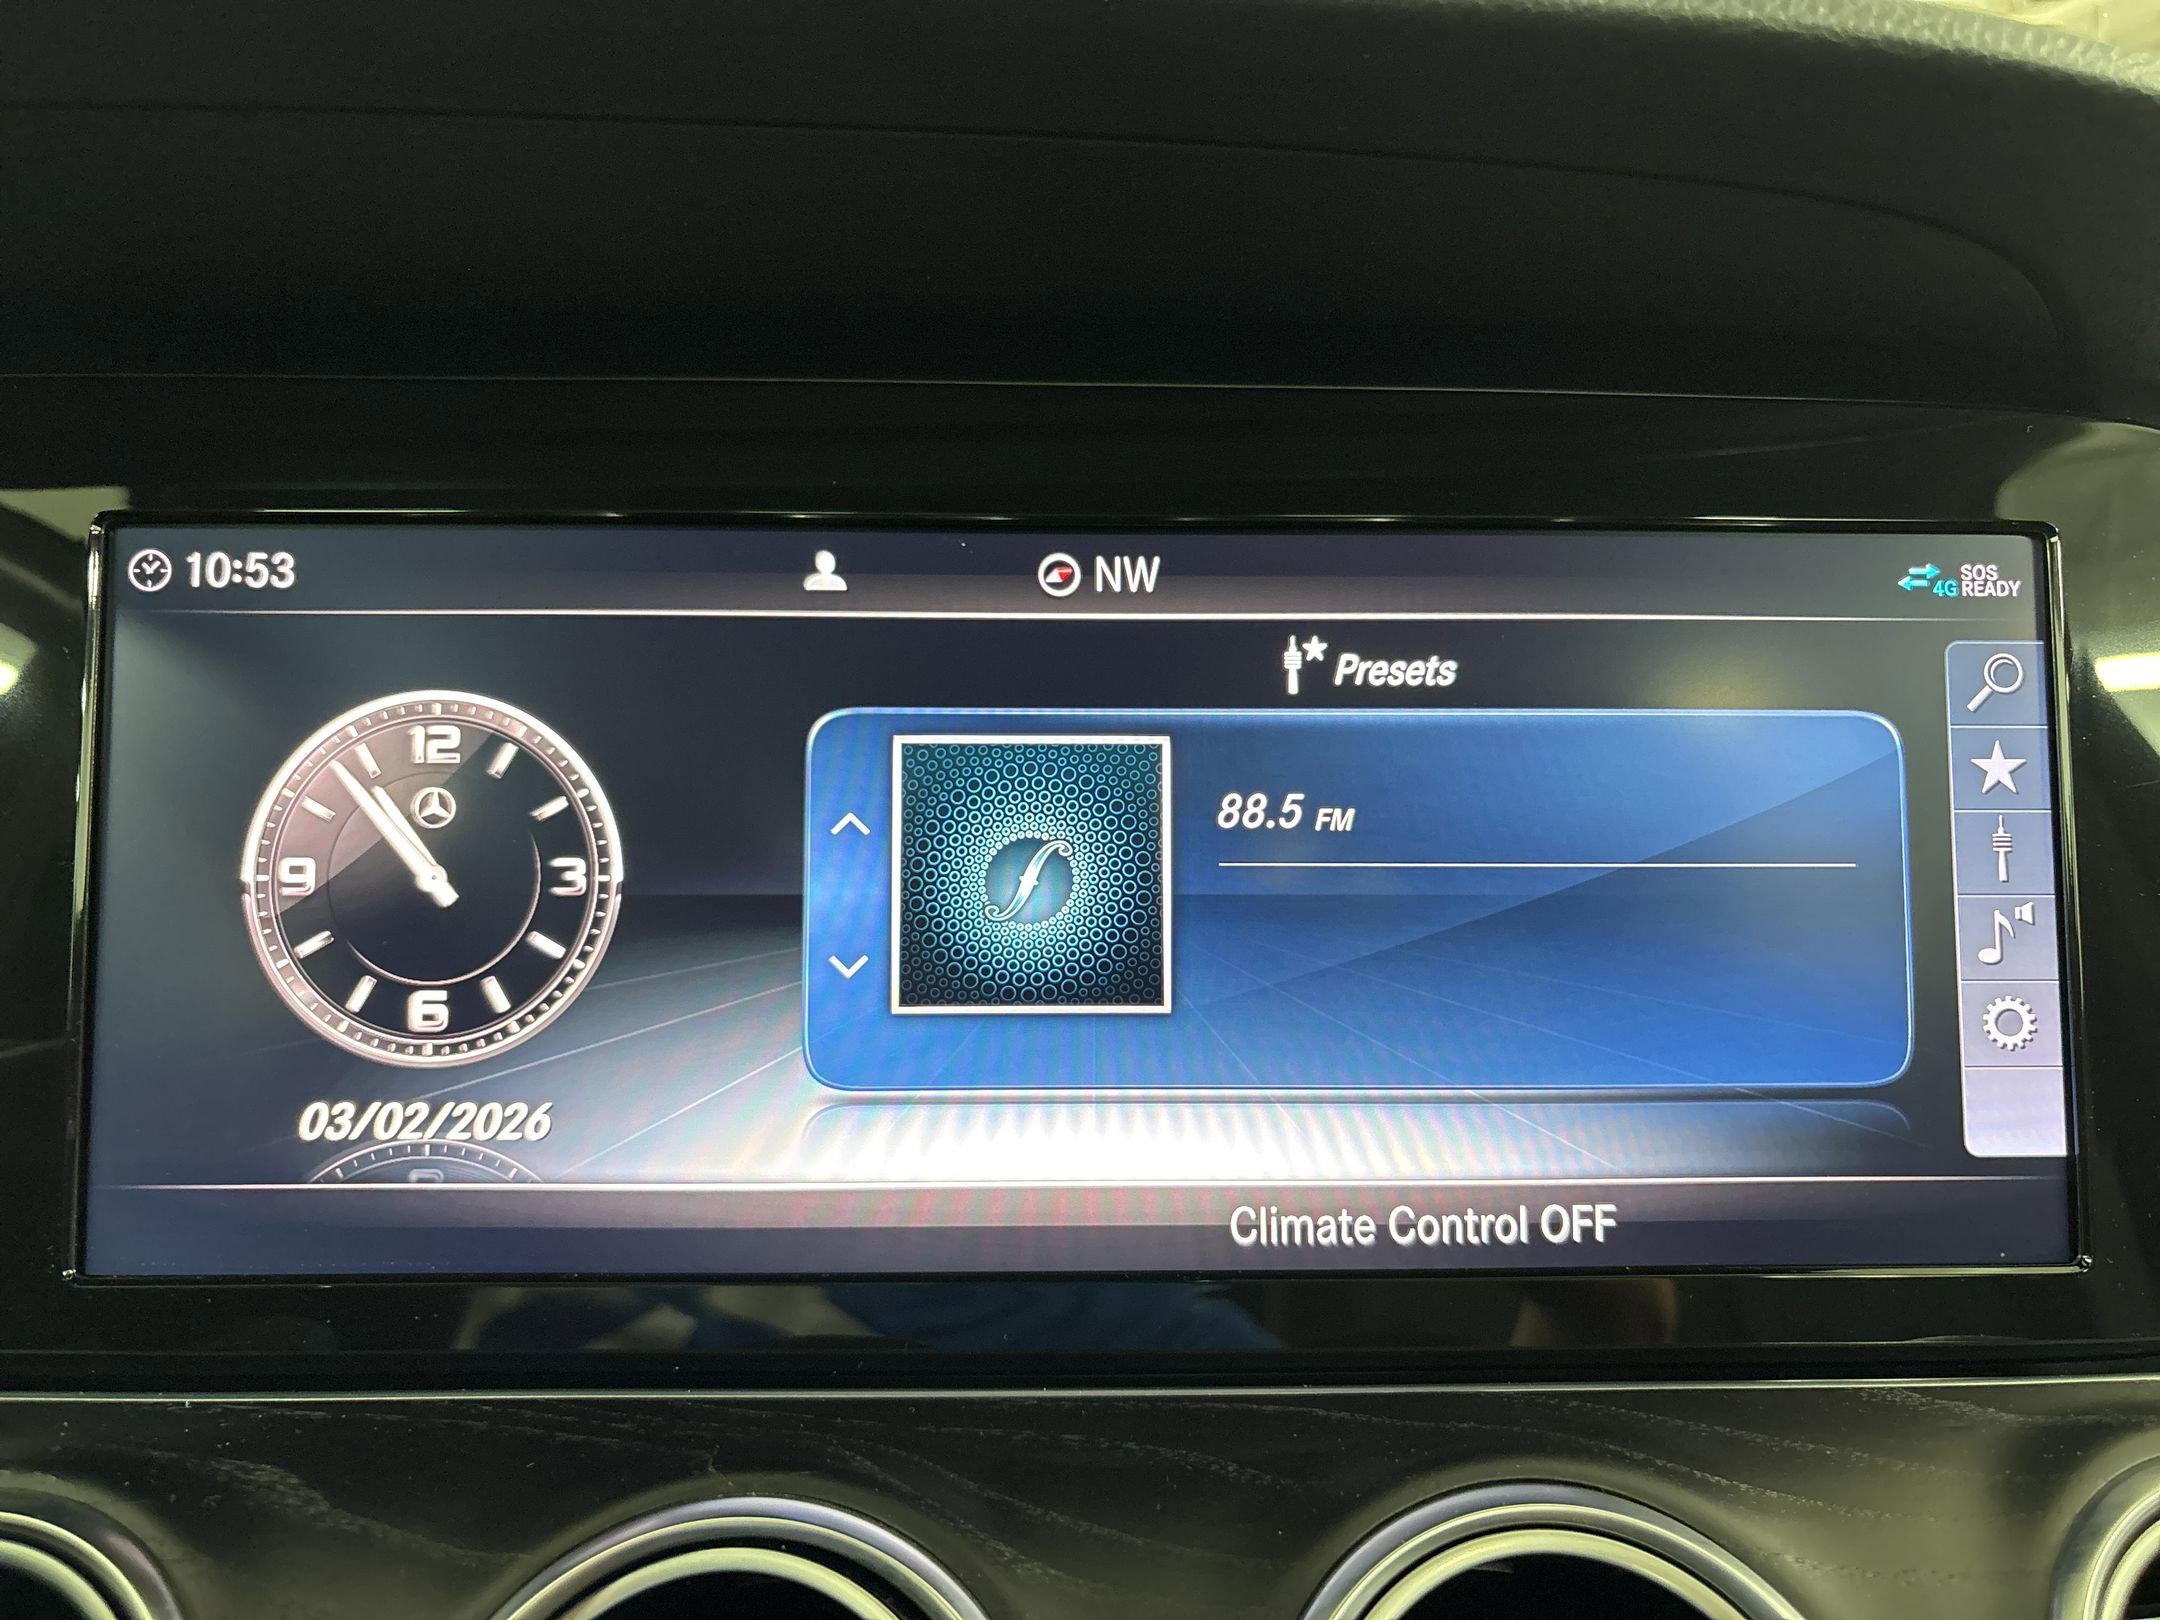 10:53
NW
4G
SOS
READY
Presets
12
9
3
6
88.5 FM
f
03/02/2026
Climate Control OFF